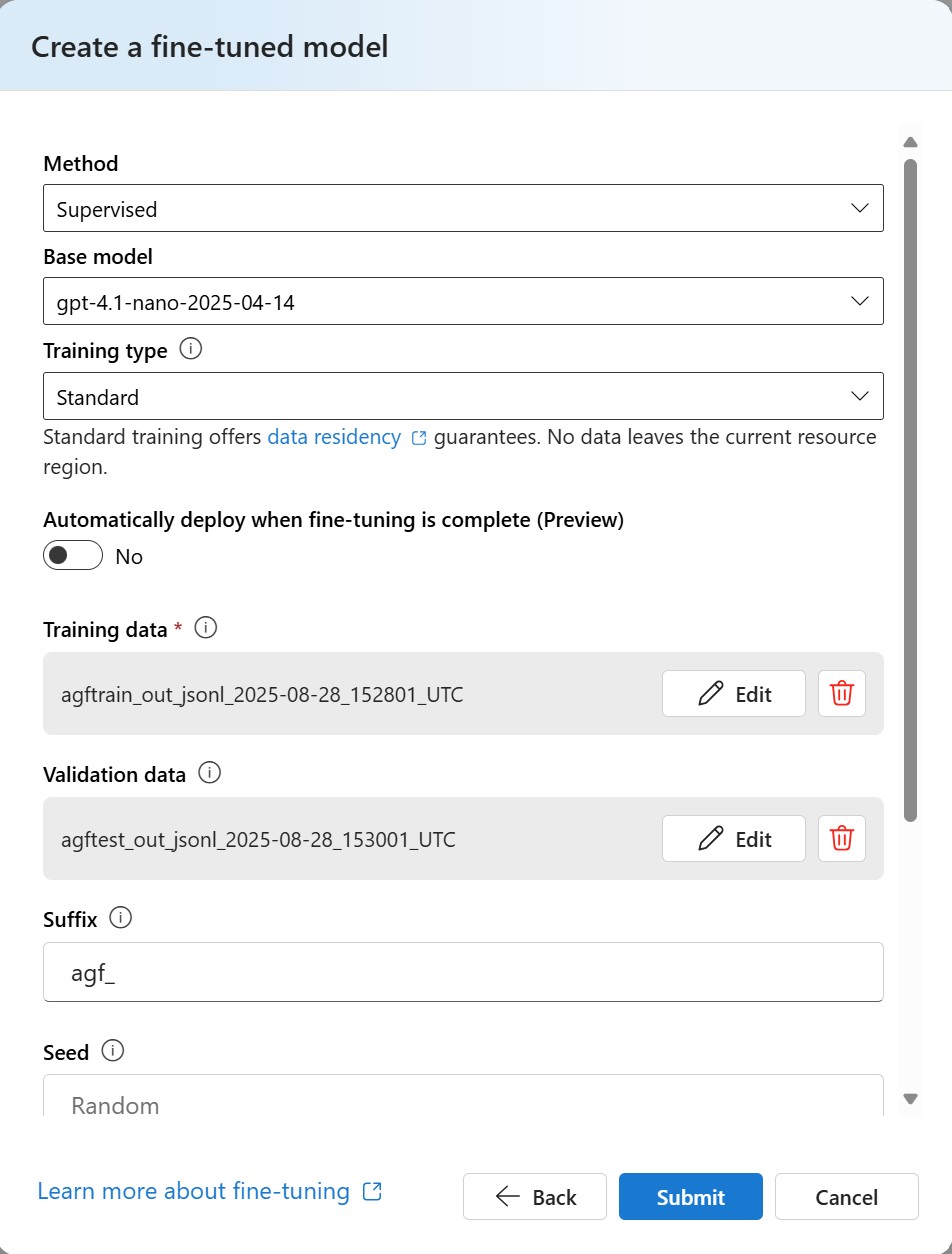 Create a fine-tuned model
Method
Supervised
Base model
gpt-4.1-nano-2025-04-14
Training type
Standard
Standard training offers data residency guarantees. No data leaves the current resource
region.
Automatically deploy when fine-tuning is complete (Preview)
No
Training data *
agftrain_out_jsonl_2025-08-28_152801_UTC
Edit
Validation data
agftest_out_jsonl_2025-08-28_153001_UTC
Edit
Suffix
agf_
Seed
Random
Learn more about fine-tuning
Back
Submit
Cancel